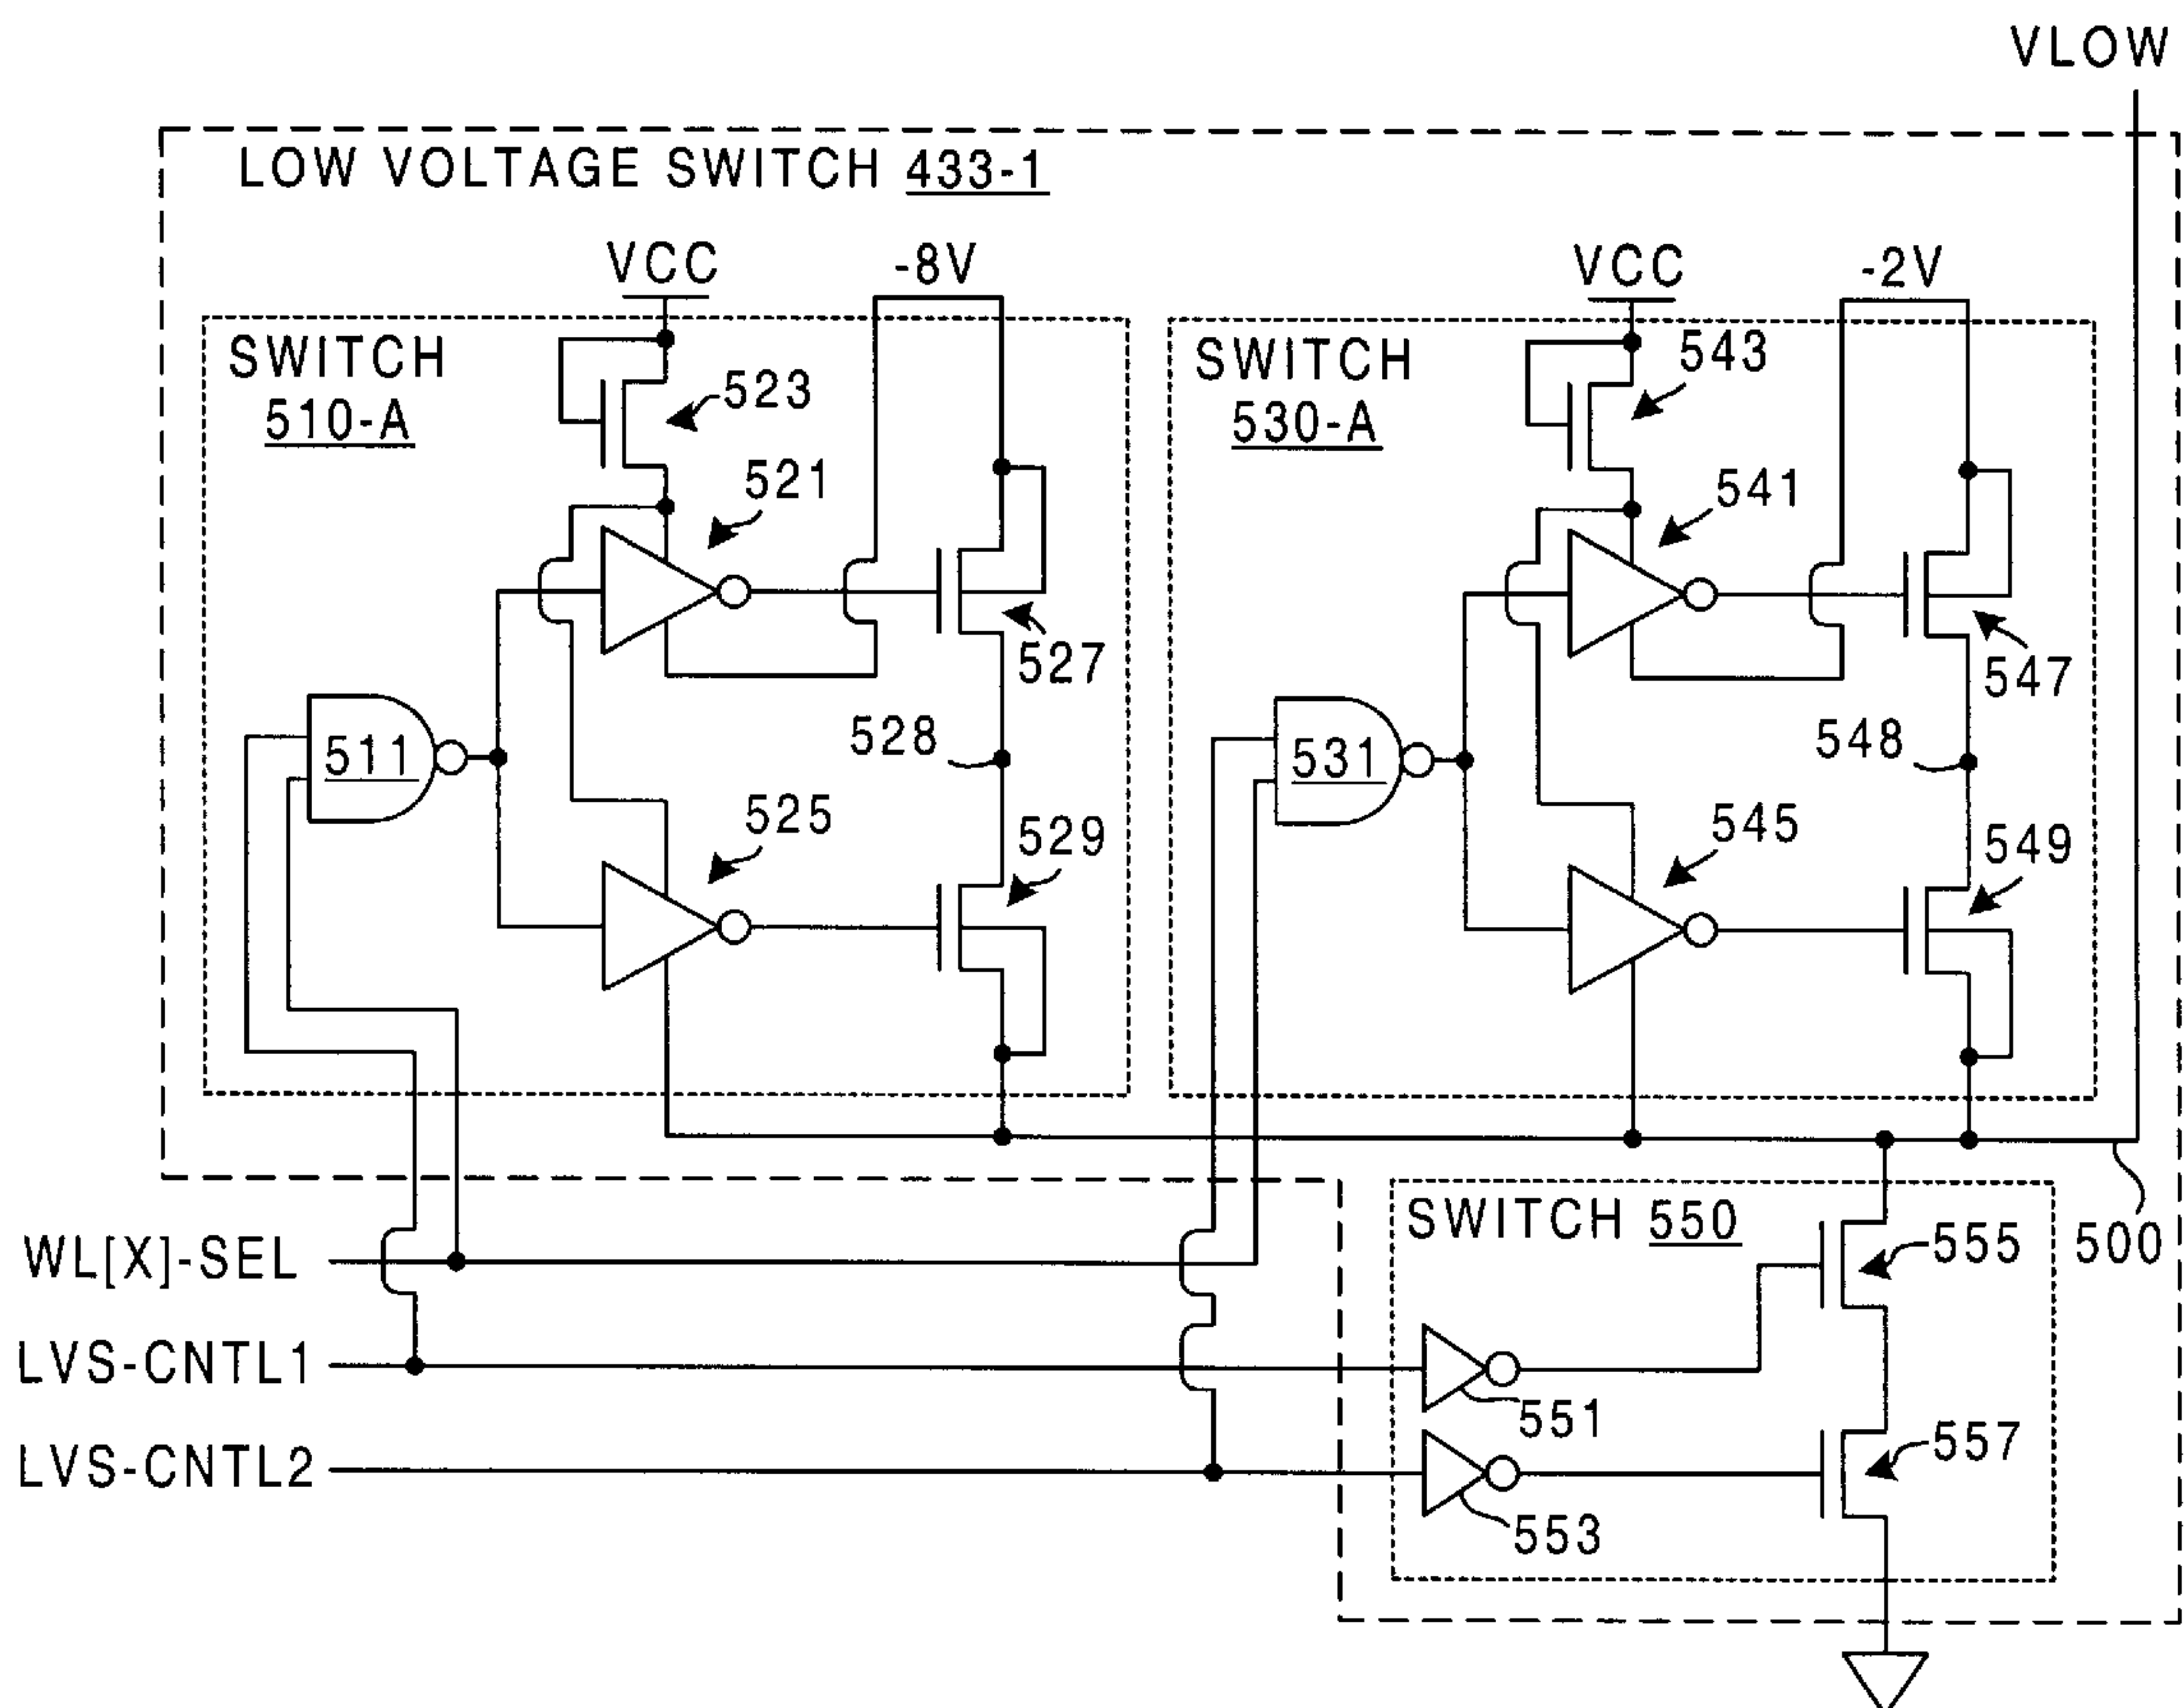 VLOW
LOW VOLTAGE SWITCH 433-1
VCC
-8V
VCC
-2V
SWITCH
510-A
523
521
527
528
511
525
529
SWITCH
530-A
543
541
547
548
531
545
549
WL[X]-SEL
LVS-CNTL1
LVS-CNTL2
SWITCH 550
555
500
551
557
553